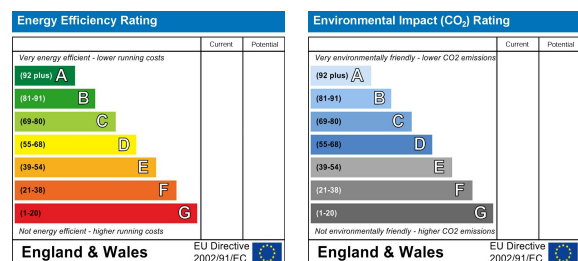 Energy Efficiency Rating
Current Potential
Very energy efficient - lower running costs
(92 plus) A
(81-91) B
(69-80) C
(55-68) D
(39-54) E
(21-38) F
(1-20) G
Not energy efficient - higher running costs
England & Wales
EU Directive
2002/91/EC
Environmental Impact (CO2) Rating
Current Potential
Very environmentally friendly - lower CO2 emissions
(92 plus) A
(81-91) B
(69-80) C
(55-68) D
(39-54) E
(21-38) F
(1-20) G
Not environmentally friendly - higher CO2 emissions
England & Wales
EU Directive
2002/91/EC